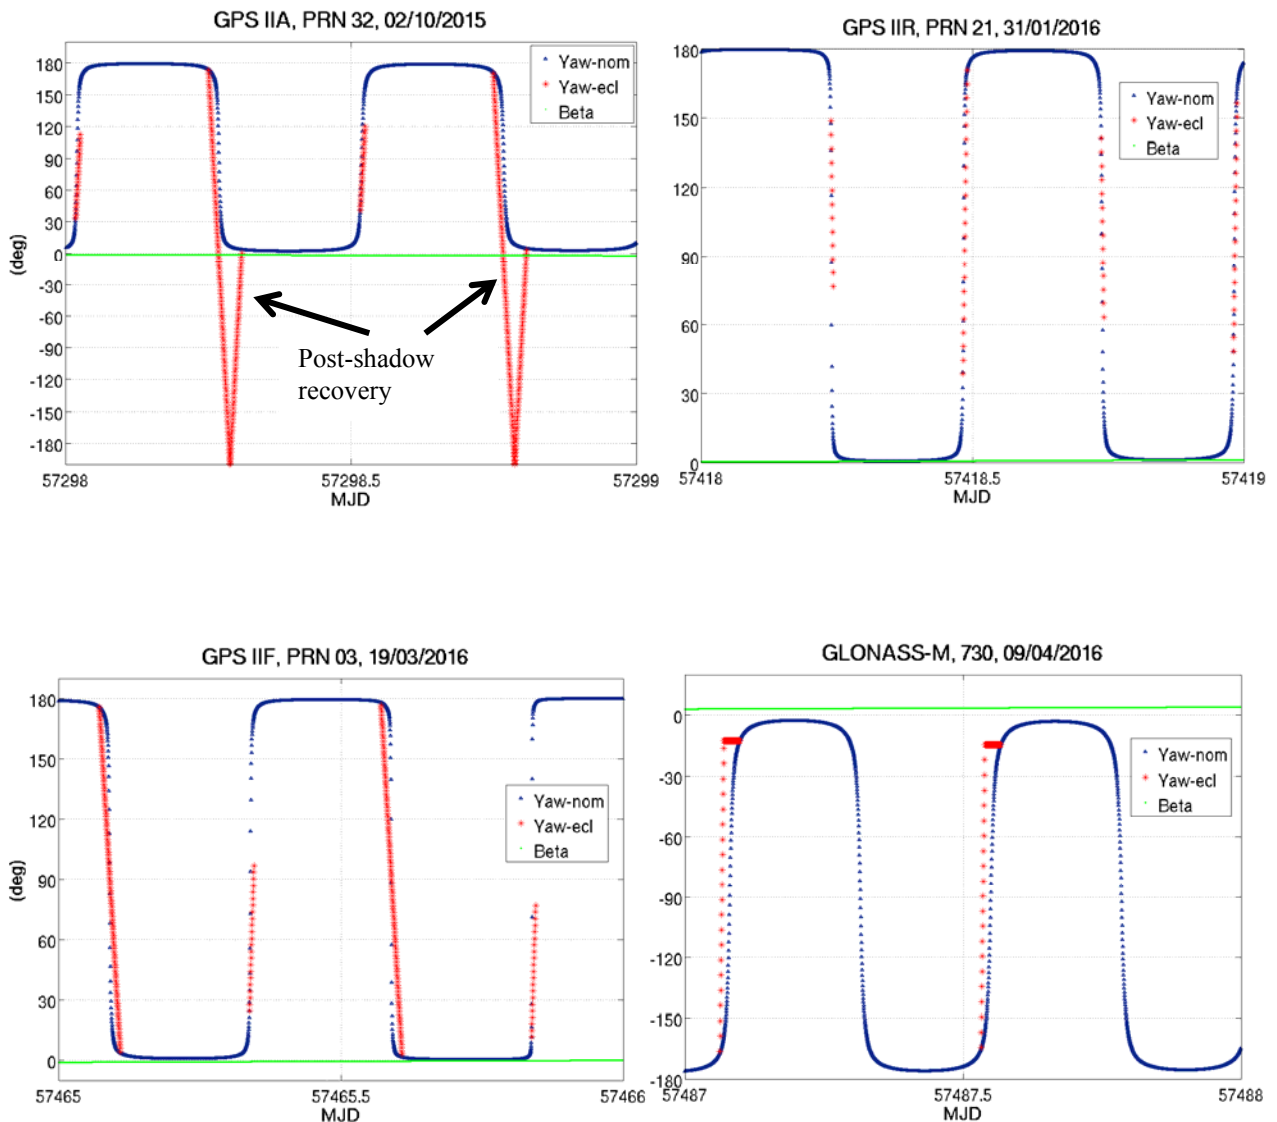 GPS IIA, PRN 32, 02/10/2015
180
150
120
90
60
30
0
-30
-60
-90
-120
-150
-180
(deg)
Yaw-nom
Yaw-ecl
Beta
Post-shadow
recovery
57298
57298.5
57299
MJD
GPS IIR, PRN 21, 31/01/2016
180
150
120
90
60
30
0
Yaw-nom
Yaw-ecl
Beta
57418
57418.5
57419
MJD
GPS IIF, PRN 03, 19/03/2016
180
150
120
90
60
30
0
(deg)
Yaw-nom
Yaw-ecl
Beta
57465
57465.5
57466
MJD
GLONASS-M, 730, 09/04/2016
0
-30
-60
-90
-120
-150
-180
Yaw-nom
Yaw-ecl
Beta
57487
57487.5
57488
MJD